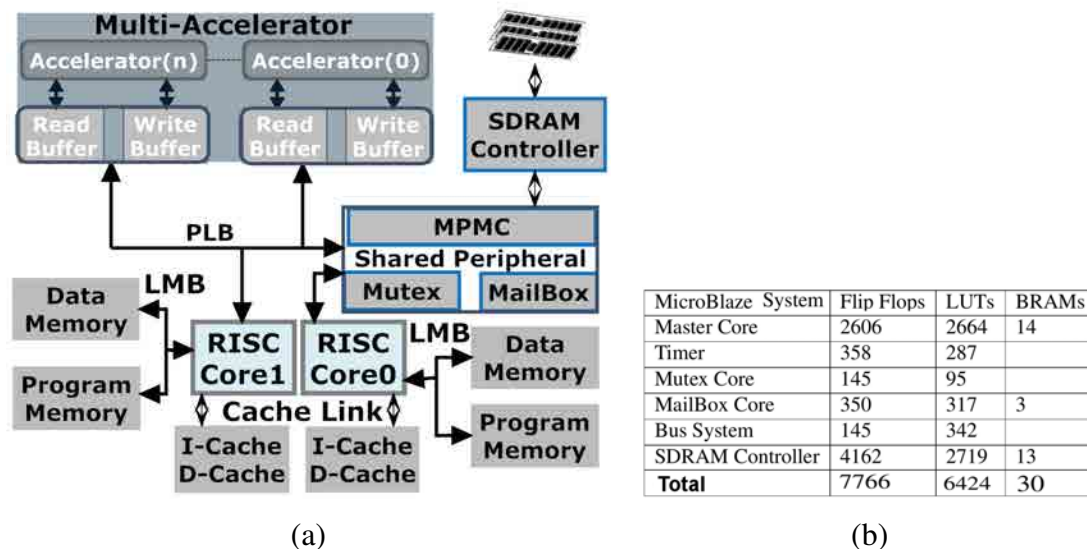 Multi-Accelerator
Accelerator(n)
Accelerator(0)
Read
Buffer
Write
Buffer
Read
Buffer
Write
Buffer
SDRAM
Controller
MPMC
Shared Peripheral
Mutex
MailBox
PLB
LMB
Data
Memory
Program
Memory
RISC
Core1
RISC
Core0
LMB
Data
Memory
Program
Memory
Cache Link
I-Cache
D-Cache
I-Cache
D-Cache
(a)
MicroBlaze System Flip Flops LUTs BRAMs
Master Core 2606 2664 14
Timer 358 287
Mutex Core 145 95
MailBox Core 350 317 3
Bus System 145 342
SDRAM Controller 4162 2719 13
Total 7766 6424 30
(b)